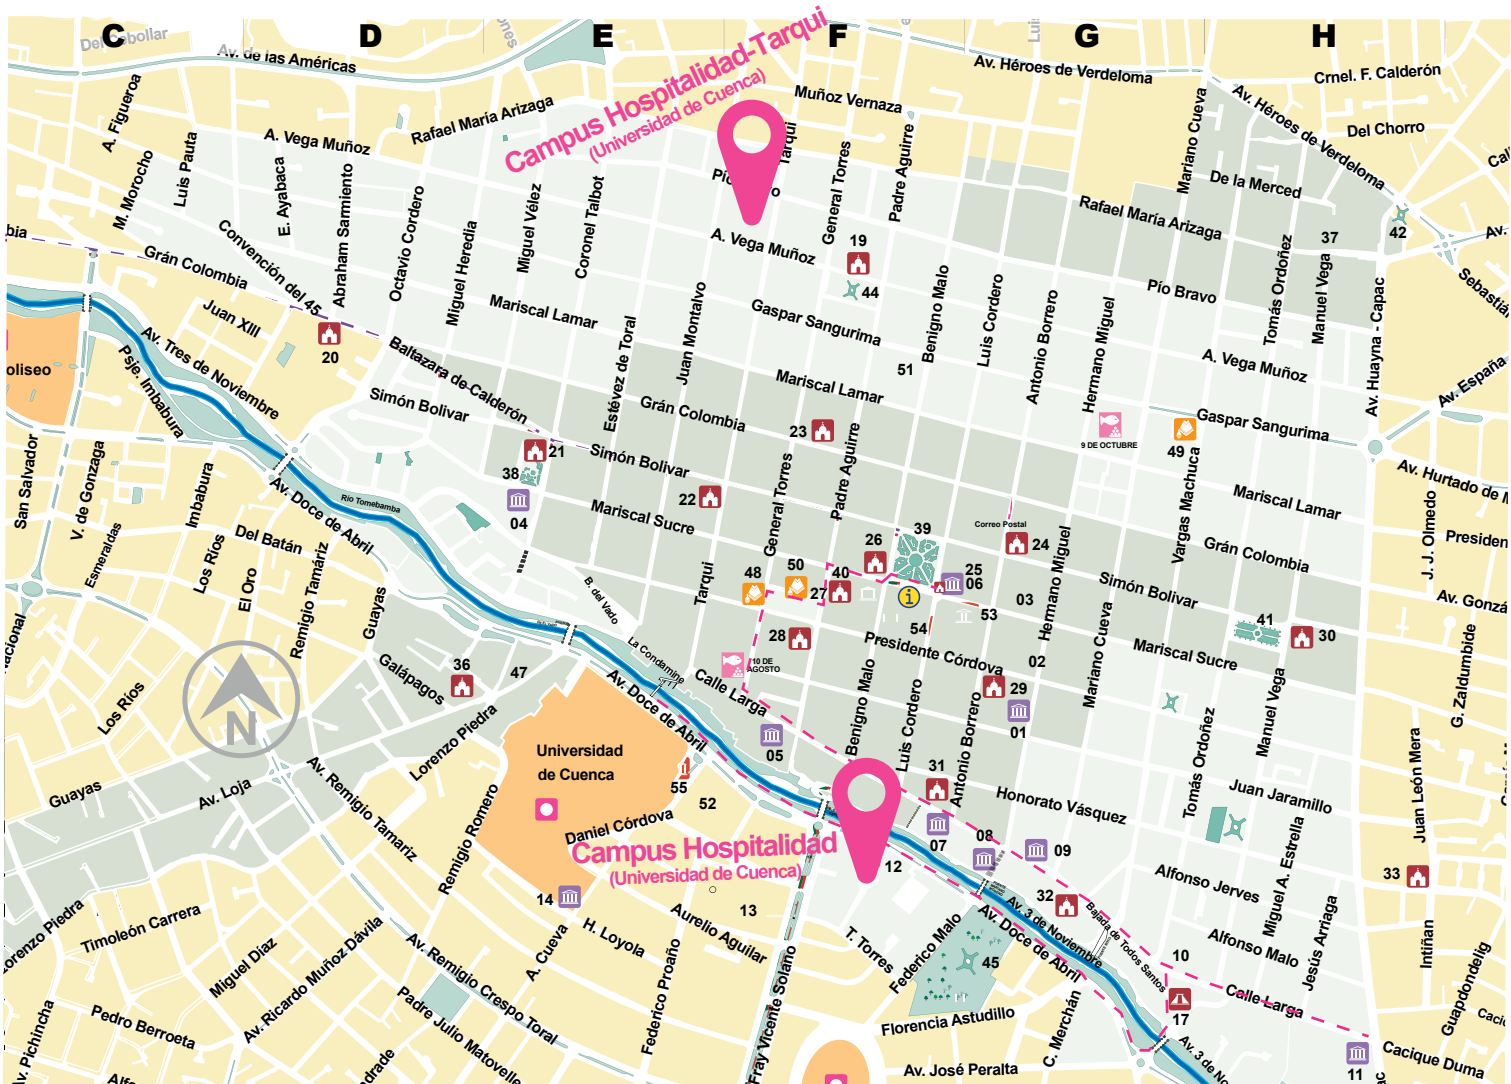 C
D
E
F
G
H
Del Cebollar
Av. de las Américas
Av. Héroes de Verdeloma
Crnel. F. Calderón
Campus Hospitalidad-Tarqui
(Universidad de Cuenca)
Muñoz Vernaza
Rafael María Arizaga
A. Figueroa
A. Vega Muñoz
Mariano Cueva
Av. Héroes de Verdeloma
Del Chorro
M. Morocho
Luis Pauta
E. Ayabaca
Abraham Sarmiento
Octavio Cordero
Miguel Heredia
Miguel Vélez
Coronel Talbot
Tarqui
General Torres
Padre Aguirre
De la Merced
Rafael María Arizaga
A. Vega Muñoz
19
44
37
42
Av.
Sebastiá
bia
Grán Colombia
Convención del 45
Juan XIII
20
Av. Tres de Noviembre
Psje. Imbabura
oliseo
Mariscal Lamar
Baltazara de Calderón
Simón Bolivar
Estévez de Toral
Juan Montalvo
Gaspar Sangurima
Benigno Malo
Luis Cordero
Antonio Borrero
Hermano Miguel
Pío Bravo
Tomás Ordoñez
Manuel Vega
Av. Huayna - Capac
A. Vega Muñoz
Av. España
51
Mariscal Lamar
Grán Colombia
23
9 DE OCTUBRE
49
Gaspar Sangurima
Av. Hurtado de M
San Salvador
V. de Gonzaga
Esmeraldas
Imbabura
Los Ríos
Del Batán
El Oro
Remigio Tamáriz
Av. Doce de Abril
Río Tomebamba
21
38
04
Simón Bolivar
22
Mariscal Sucre
General Torres
Padre Aguirre
Vargas Machuca
Mariscal Lamar
J. J. Olmedo
Presiden
Correo Postal
24
39
26
25
06
Grán Colombia
Simón Bolivar
Av. Gonzá
48
50
27
40
28
54
53
03
Hermano Miguel
Mariano Cueva
Presidente Córdova
02
Mariscal Sucre
41
30
G. Zaldumbide
Guayas
Galápagos
36
47
B. del Vado
Tarqui
La Condamine
10 DE
AGOSTO
Calle Larga
Av. Doce de Abril
05
Benigno Malo
Luis Cordero
Antonio Borrero
29
01
Tomás Ordoñez
Manuel Vega
Los Ríos
N
Guayas
Av. Loja
Lorenzo Piedra
Av. Remigio Tamariz
Remigio Romero
Universidad
de Cuenca
55
52
Daniel Córdova
Campus Hospitalidad
(Universidad de Cuenca)
31
07
08
09
12
Honorato Vásquez
Juan Jaramillo
Juan León Mera
Alfonso Jerves
Miguel A. Estrella
33
32
Bajada de Todos Santos
Av. 3 de Noviembre
Av. Doce de Abril
14
13
Aurelio Aguilar
H. Loyola
A. Cueva
Federico Proaño
Fray Vicente Solano
T. Torres
Federico Malo
45
Alfonso Malo
Jesús Arriaga
10
Calle Larga
17
Intiñan
Guapondelig
Lorenzo Piedra
Timoleón Carrera
Miguel Díaz
Av. Ricardo Muñoz Dávila
Av. Remigio Crespo Toral
Padre Julio Matovelle
Pedro Berroeta
Av. Pichincha
Florencia Astudillo
C. Merchán
Av. José Peralta
Av. 3 de No
Cacique Duma
11